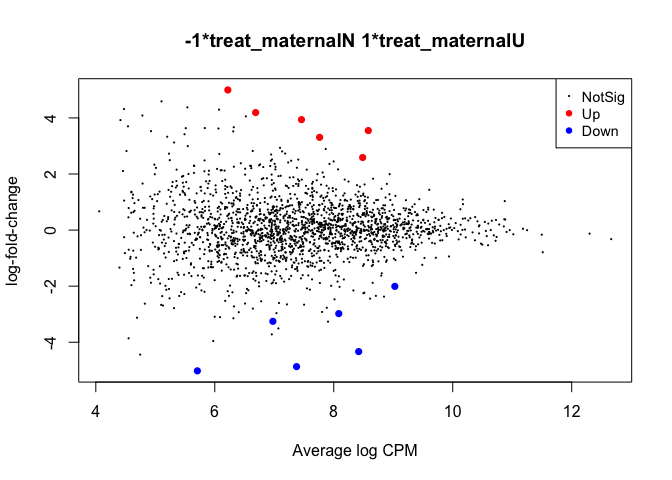 -1*treat_maternalN 1*treat_maternalU
NotSig
Up
Down
log-fold-change
4
2
0
-2
-4
4 6 8 10 12
Average log CPM